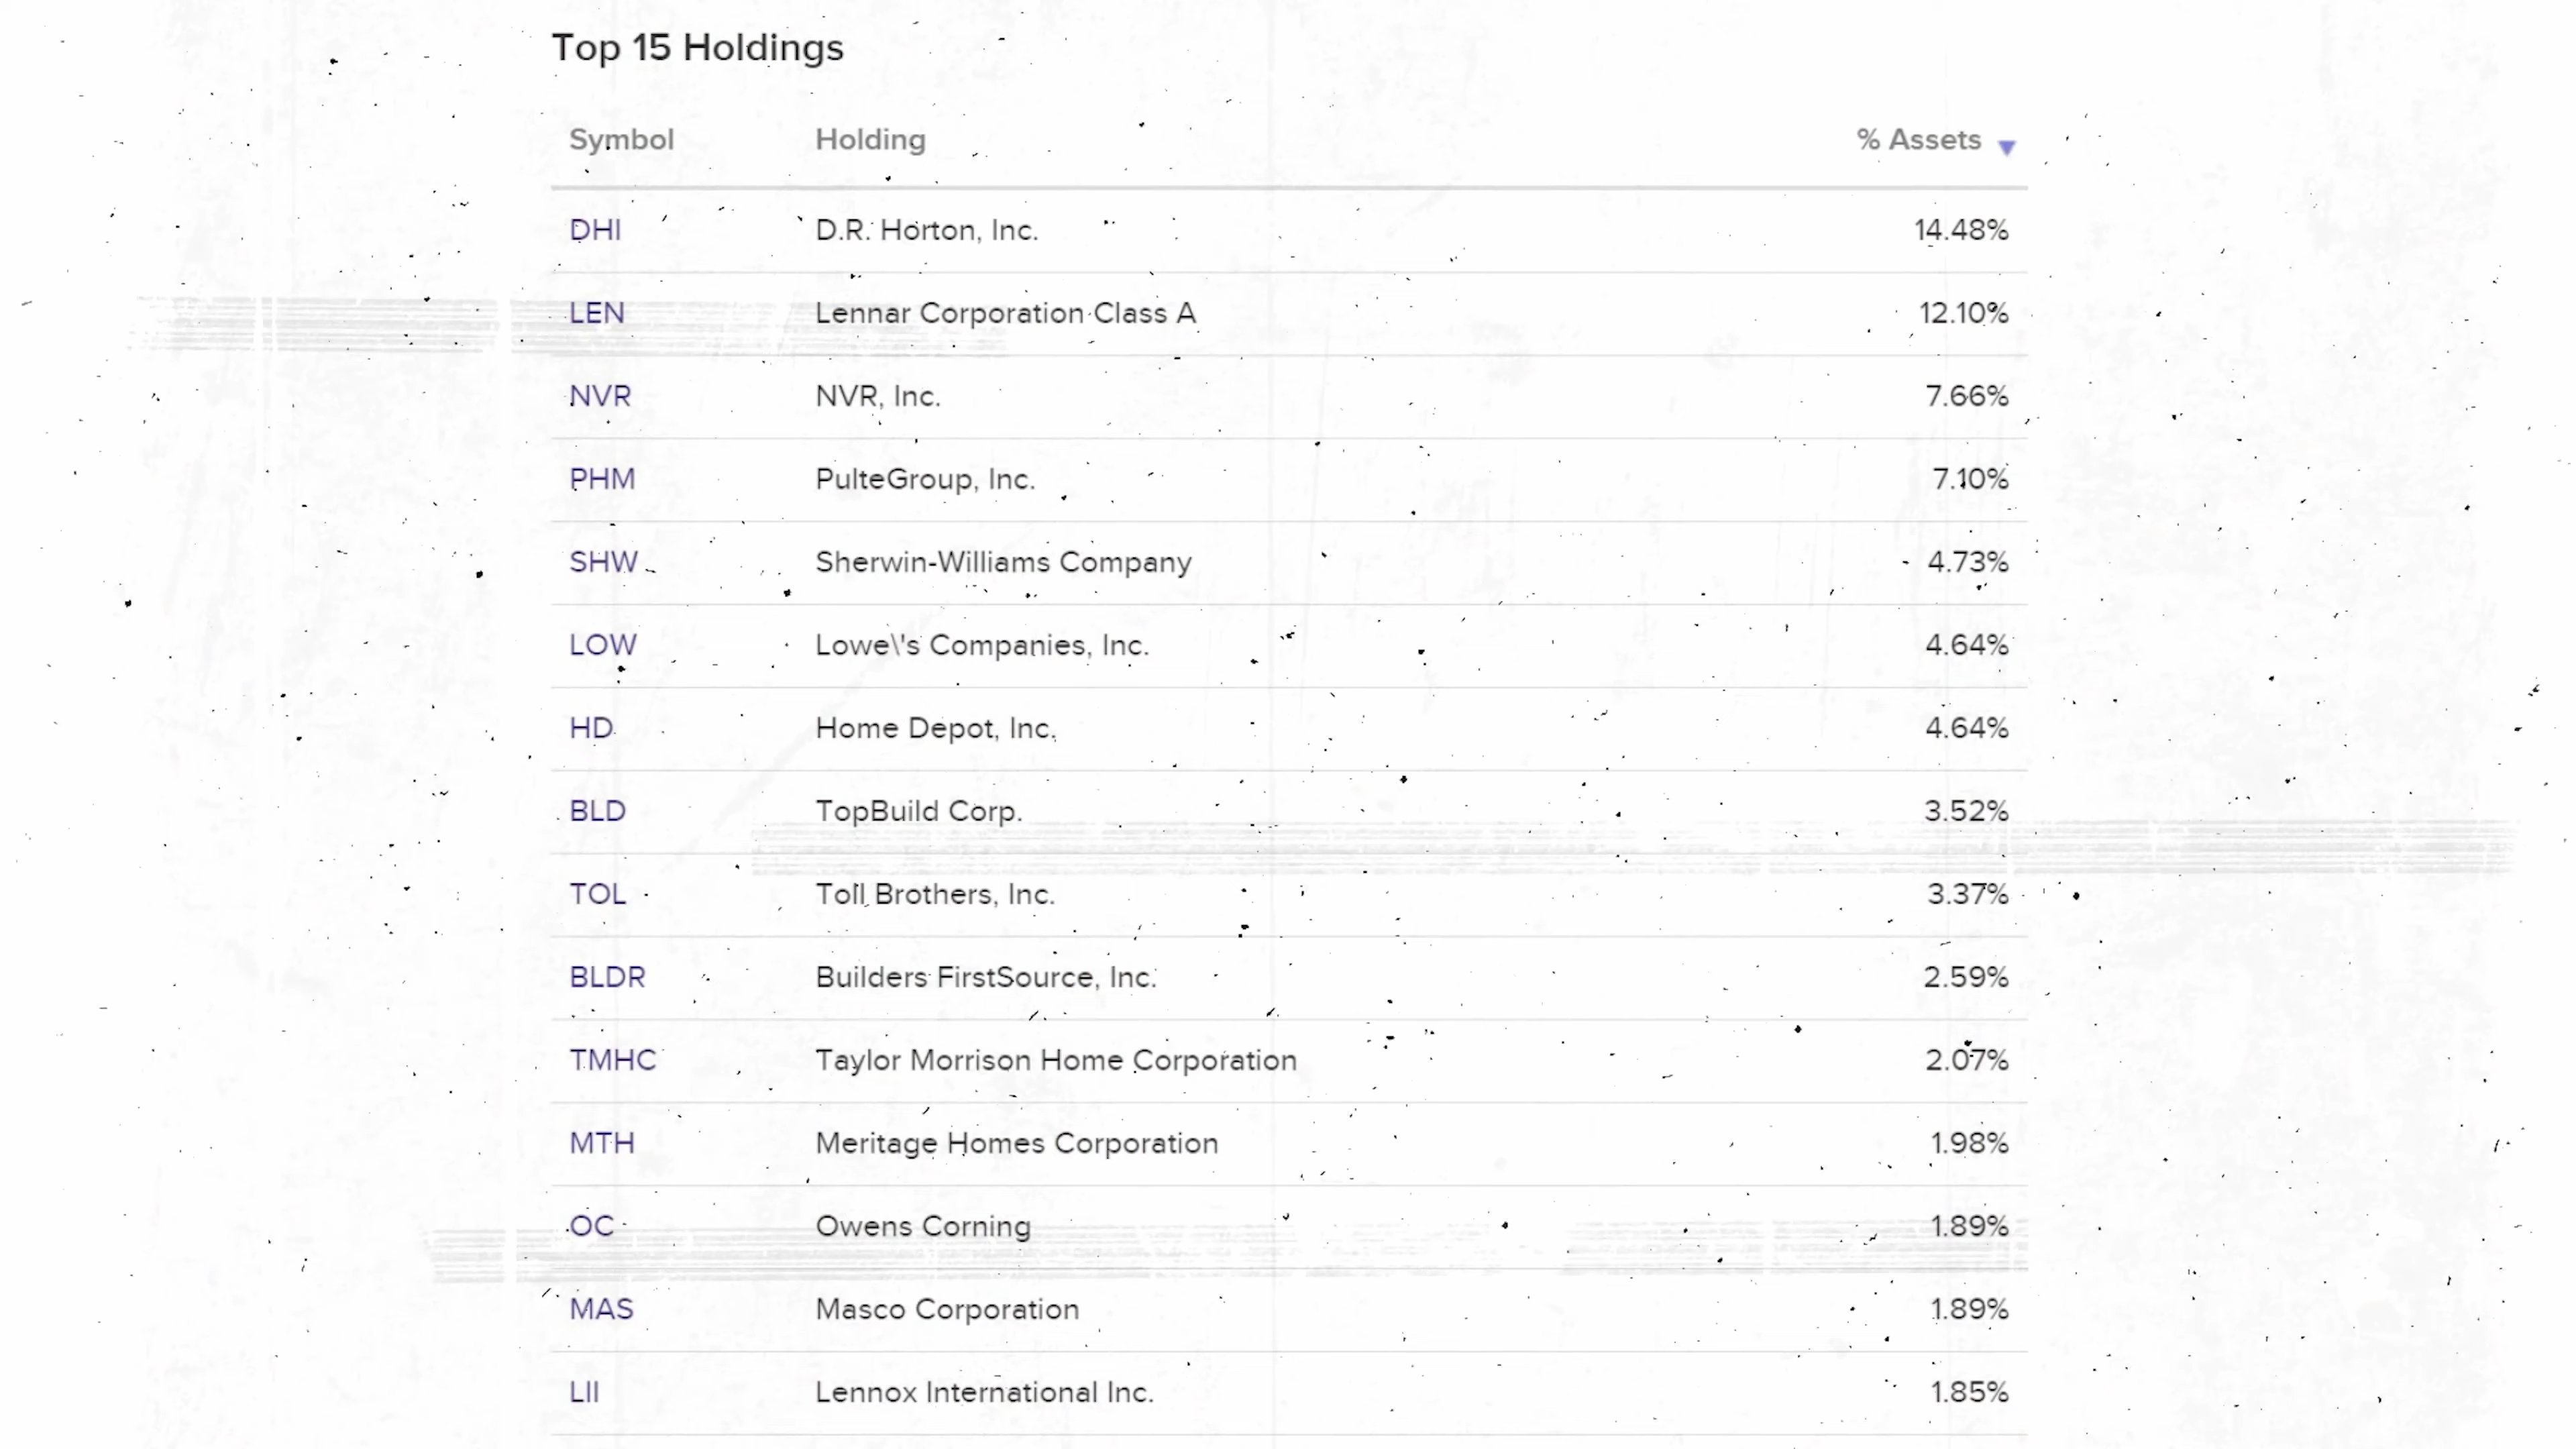 Top 15 Holdings
Symbol Holding % Assets
DHI D.R. Horton, Inc. 14.48%
LEN Lennar Corporation Class A 12.10%
NVR NVR, Inc. 7.66%
PHM PulteGroup, Inc. 7.10%
SHW Sherwin-Williams Company 4.73%
LOW Lowe\'s Companies, Inc. 4.64%
HD Home Depot, Inc. 4.64%
BLD TopBuild Corp. 3.52%
TOL Toll Brothers, Inc. 3.37%
BLDR Builders FirstSource, Inc. 2.59%
TMHC Taylor Morrison Home Corporation 2.07%
MTH Meritage Homes Corporation 1.98%
OC Owens Corning 1.89%
MAS Masco Corporation 1.89%
LII Lennox International Inc. 1.85%